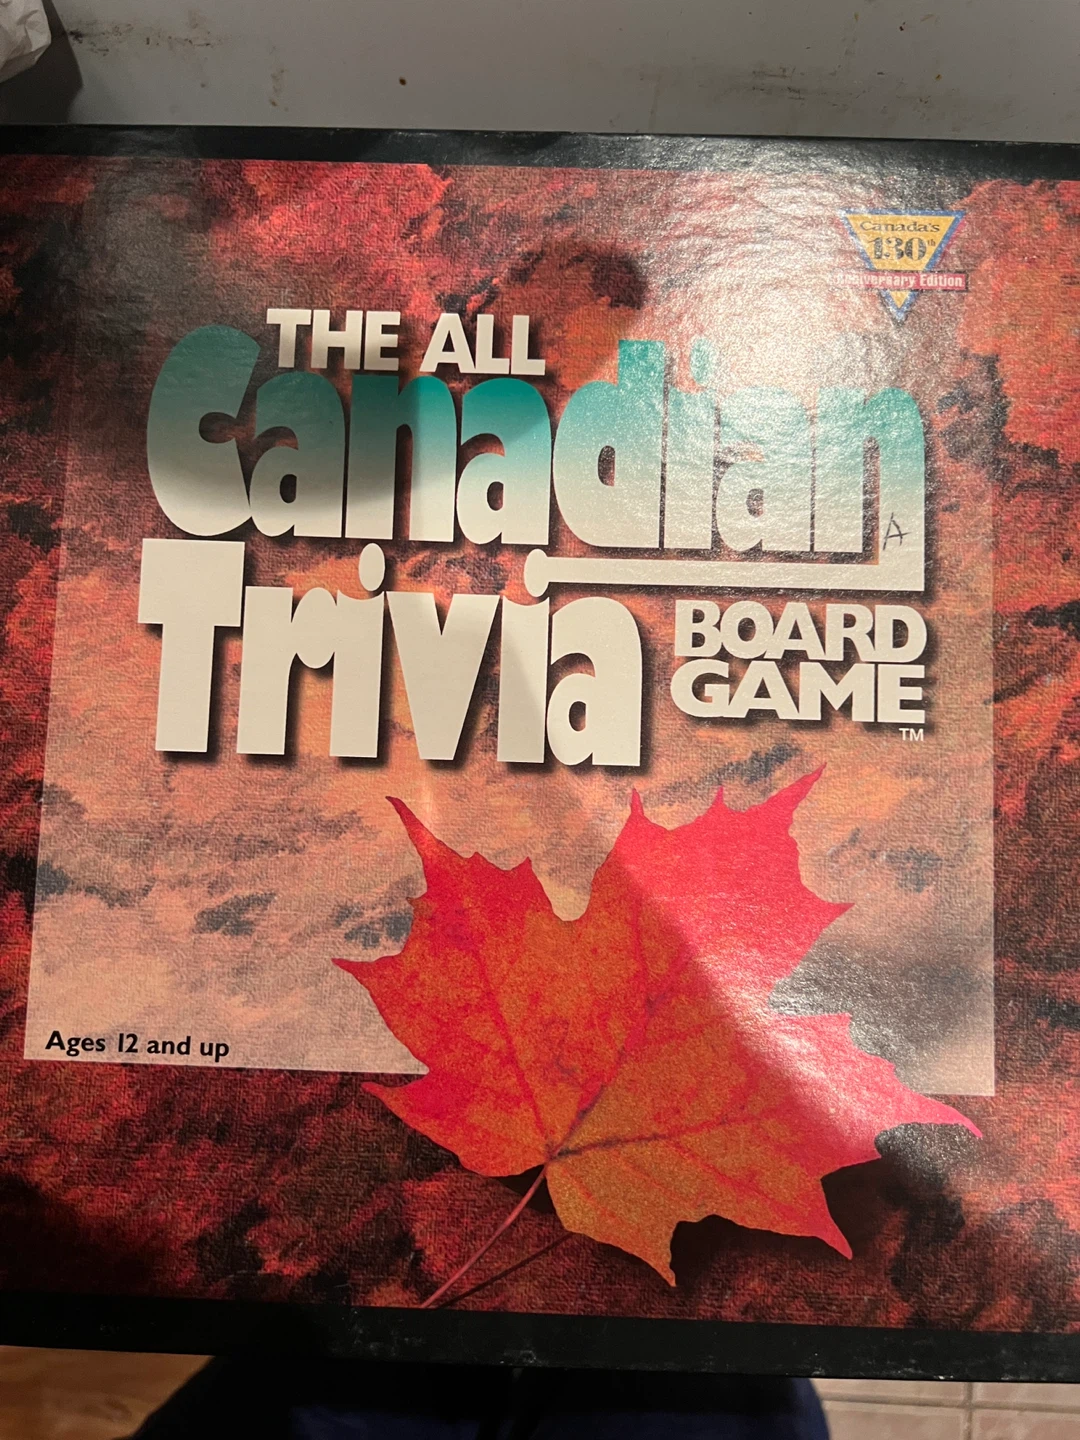 Canada's
130th
Anniversary Edition
THE ALL
Canadian
A
Trivia
BOARD
GAME
TM
Ages 12 and up